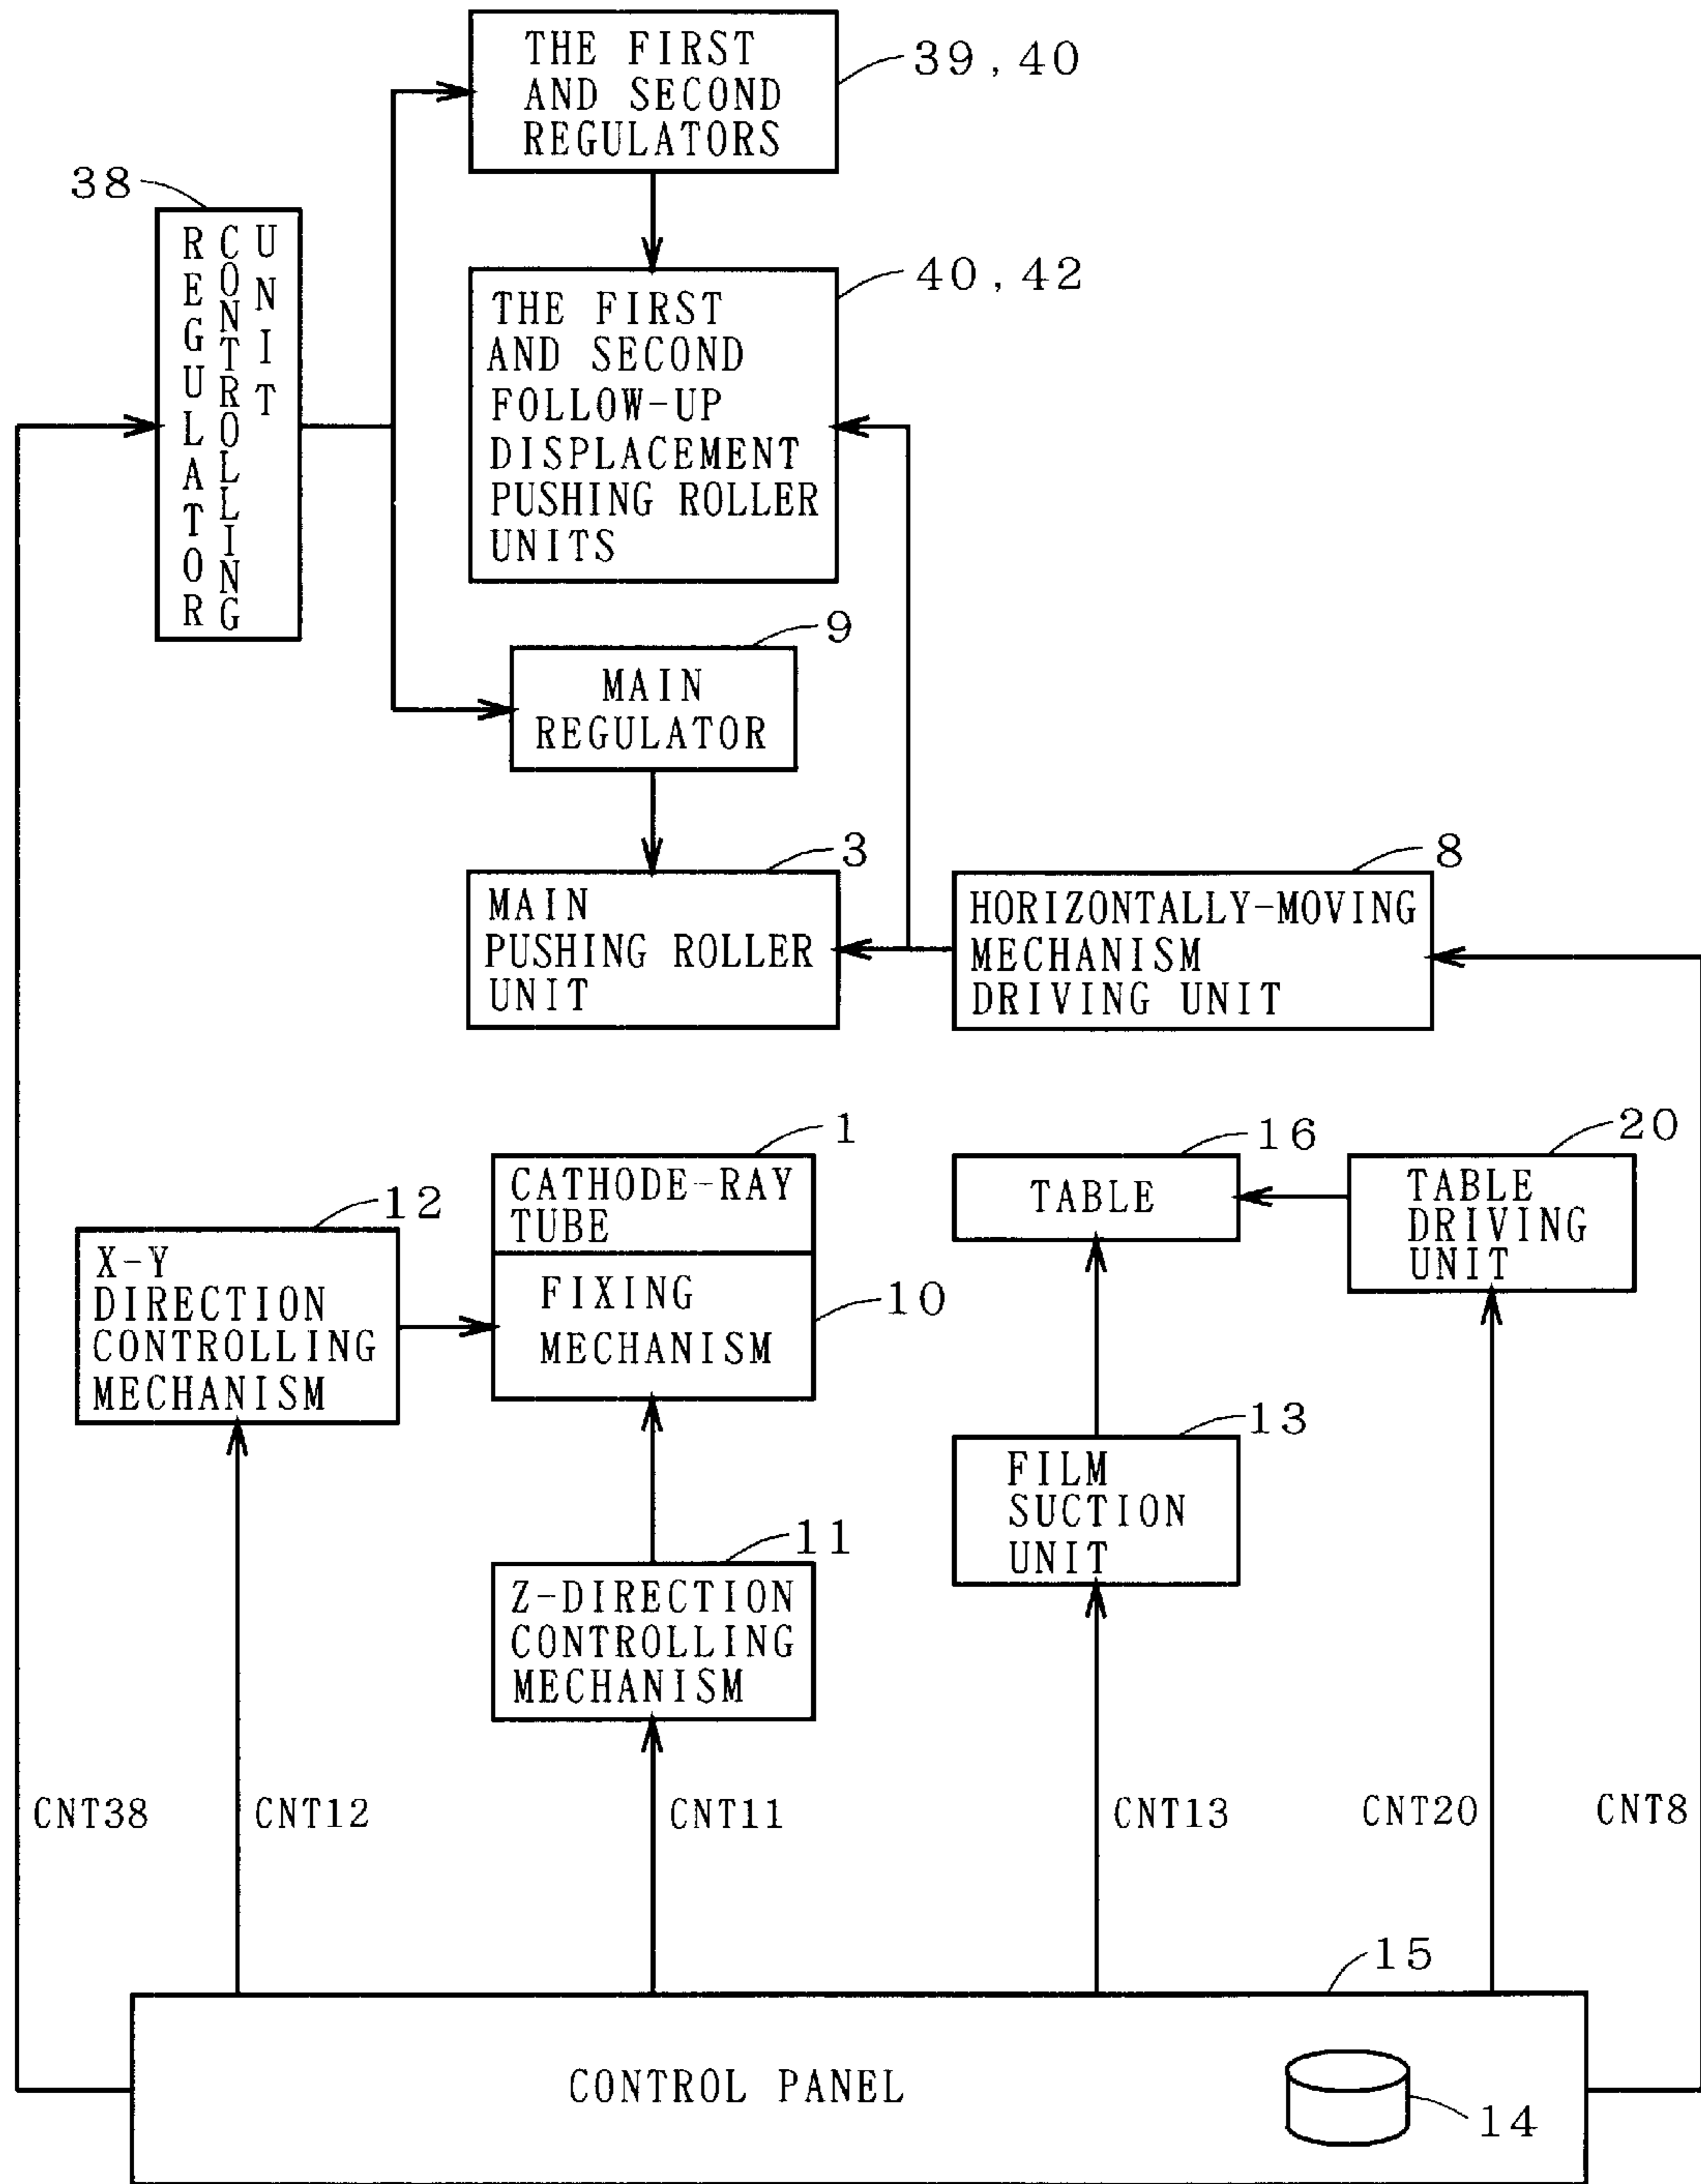 THE FIRST
AND SECOND
REGULATORS
39, 40
38
REGULATOR
CONTROLLING
UNIT
THE FIRST
AND SECOND
FOLLOW-UP
DISPLACEMENT
PUSHING ROLLER
UNITS
40, 42
9
MAIN
REGULATOR
3
MAIN
PUSHING ROLLER
UNIT
8
HORIZONTALLY-MOVING
MECHANISM
DRIVING UNIT
1
CATHODE-RAY
TUBE
16
TABLE
20
TABLE
DRIVING
UNIT
12
X-Y
DIRECTION
CONTROLLING
MECHANISM
FIXING
MECHANISM
10
13
FILM
SUCTION
UNIT
11
Z-DIRECTION
CONTROLLING
MECHANISM
CNT38
CNT12
CNT11
CNT13
CNT20
CNT8
15
CONTROL PANEL
14